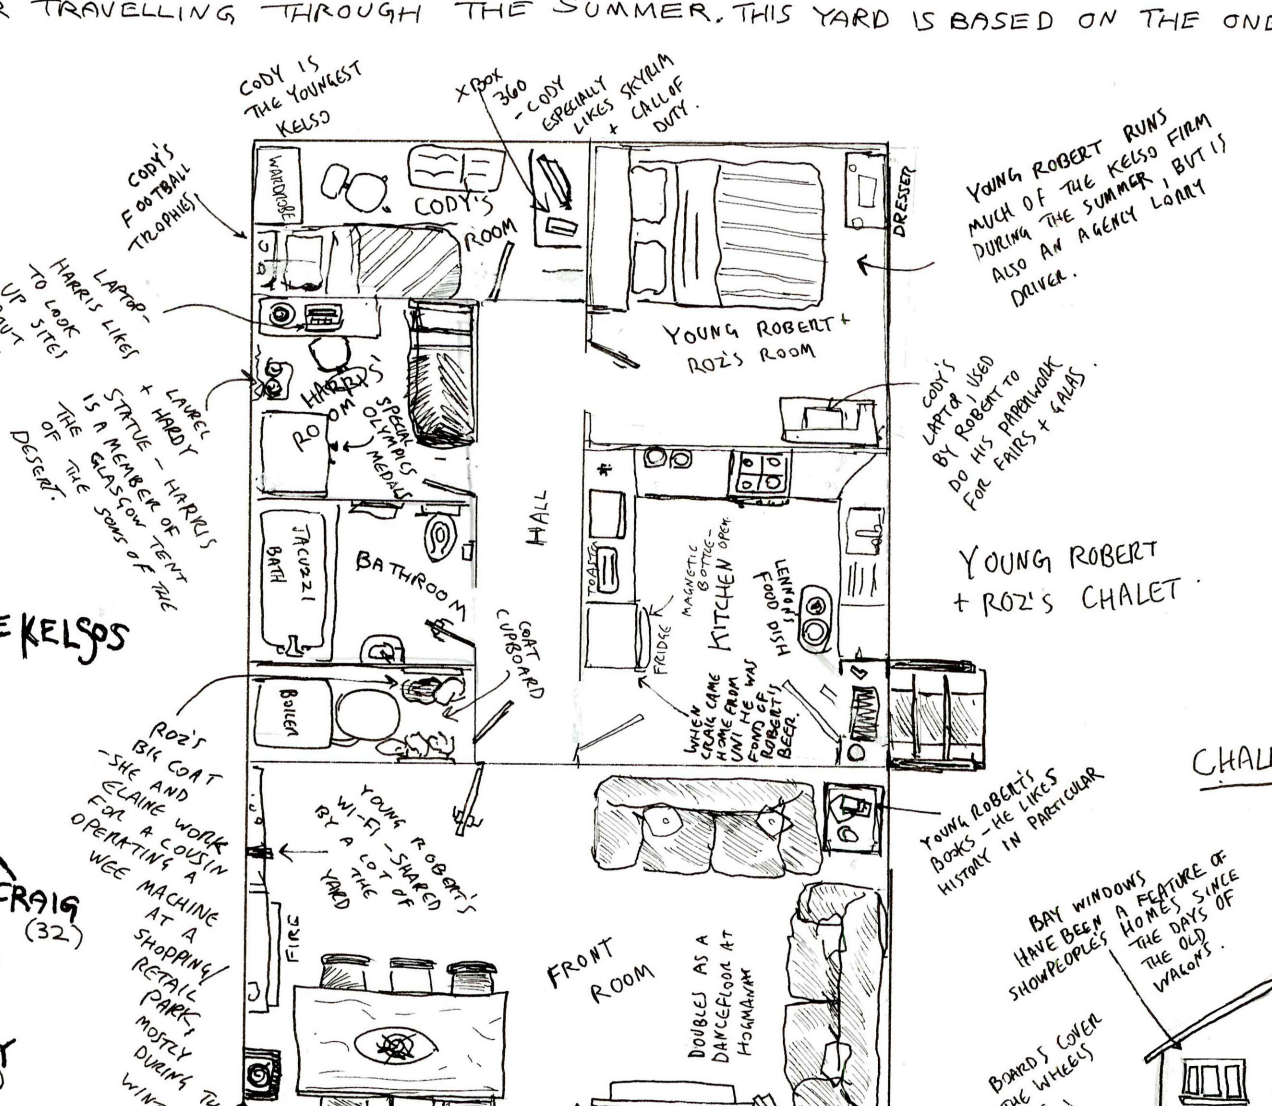 R TRAVELLING THROUGH THE SUMMER. THIS YARD IS BASED ON THE ONE
CODY IS
THE YOUNGEST
KELSO
XBOX
360
- CODY
ESPECIALLY
LIKES SKYRIM
+ CALL OF
DUTY.
CODY'S
FOOTBALL
TROPHIES
WARDROBE
CODY'S
ROOM
DRESSER
YOUNG ROBERT RUNS
MUCH OF THE KELSO FIRM
DURING THE SUMMER, BUT IS
ALSO AN AGENCY LORRY
DRIVER.
YOUNG ROBERT +
ROZ'S ROOM
LAPTOP-
HARRIS LIKES
TO LOOK
UP SITES
OUT
HARRIS'
ROOM
SPECIAL
OLYMPICS
MEDALS
LAUREL
+ HARDY
STATUE - HARRIS
IS A MEMBER OF
THE GLASGOW TENT
OF THE SONS OF THE
DESERT.
CODY'S
LAPTOP, USED
BY ROBERT TO
DO HIS PAPERWORK
FOR FAIRS + GALAS.
YOUNG ROBERT
+ ROZ'S CHALET.
HALL
JACUZZI
BATH
BATHROOM
TOASTER
MAGNETIC
BOTTLE-
OPEN.
KITCHEN
LENNON'S
FOOD DISH
FRIDGE
WHEN
CRAIG CAME
HOME FROM
UNI HE WAS
FOND OF
ROBERT'S
BEER.
COAT
CUPBOARD
BOILER
E KELSOS
ROZ'S
BIG COAT
- SHE AND
ELAINE WORK
FOR A COUSIN
OPERATING A
WEE MACHINE
AT A
SHOPPING/
RETAIL
PARK,
MOSTLY
DURING TH
WINT
YOUNG ROBERT'S
WI-FI - SHARED
BY A LOT OF
THE
YARD
FIRE
FRONT
ROOM
DOUBLES AS A
DANCEFLOOR AT
HOGMANAY
YOUNG ROBERT'S
BOOKS - HE LIKES
HISTORY IN PARTICULAR
CHAL
CRAIG
(32)
BAY WINDOWS
HAVE BEEN A FEATURE OF
SHOWPEOPLE'S HOMES SINCE
THE DAYS OF
THE OLD
WAGONS.
BOARDS COVER
THE WHEELS